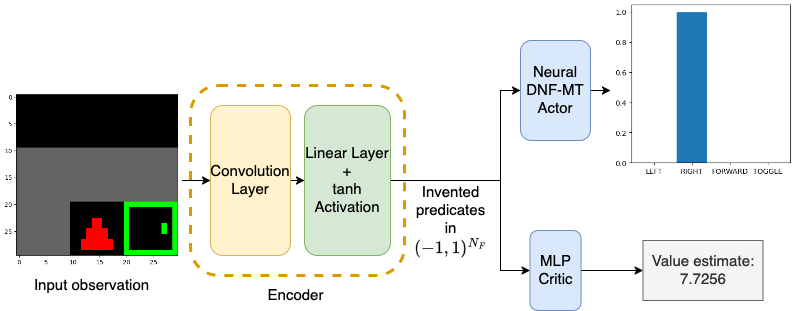 0
5
10
15
20
25
0
5
10
15
20
25
Input observation
Convolution
Layer
Linear Layer
+
tanh
Activation
Encoder
Invented
predicates
in
(−1, 1)^{N_F}
Neural
DNF-MT
Actor
1.0
0.8
0.6
0.4
0.2
0.0
LEFT
RIGHT
FORWARD
TOGGLE
MLP
Critic
Value estimate:
7.7256